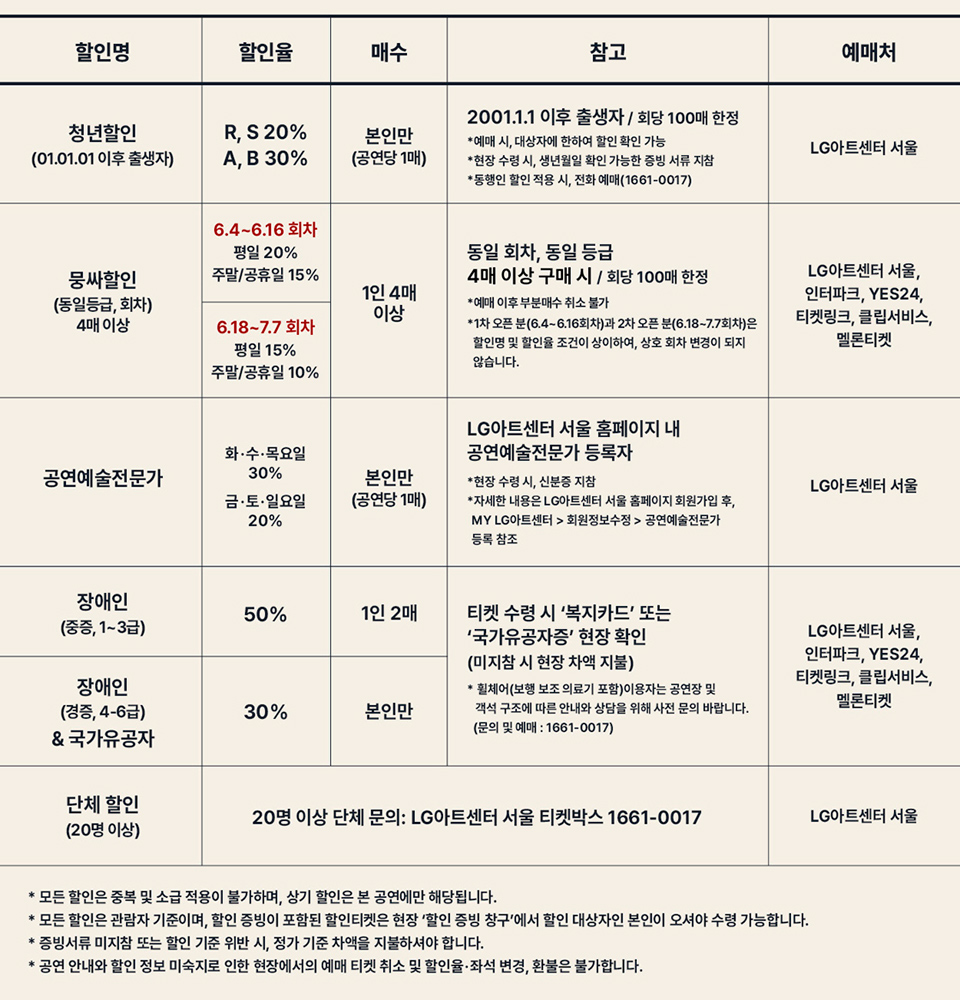 할인명 할인율 매수 참고 예매처
청년할인
(01.01.01 이후 출생자)
R, S 20%
A, B 30%
본인만
(공연당 1매)
2001.1.1 이후 출생자 / 회당 100매 한정
*예매 시, 대상자에 한하여 할인 확인 가능
*현장 수령 시, 생년월일 확인 가능한 증빙 서류 지참
*동행인 할인 적용 시, 전화 예매(1661-0017)
LG아트센터 서울
뭉싸할인
(동일등급, 회차)
4매 이상
6.4~6.16 회차
평일 20%
주말/공휴일 15%
6.18~7.7 회차
평일 15%
주말/공휴일 10%
1인 4매
이상
동일 회차, 동일 등급
4매 이상 구매 시 / 회당 100매 한정
*예매 이후 부분매수 취소 불가
*1차 오픈 분(6.4~6.16회차)과 2차 오픈 분(6.18~7.7회차)은
할인명 및 할인율 조건이 상이하여, 상호 회차 변경이 되지
않습니다.
LG아트센터 서울,
인터파크, YES24,
티켓링크, 클립서비스,
멜론티켓
공연예술전문가
화·수·목요일
30%
금·토·일요일
20%
본인만
(공연당 1매)
LG아트센터 서울 홈페이지 내
공연예술전문가 등록자
*현장 수령 시, 신분증 지참
*자세한 내용은 LG아트센터 서울 홈페이지 회원가입 후,
MY LG아트센터 > 회원정보수정 > 공연예술전문가
등록 참조
LG아트센터 서울
장애인
(중증, 1~3급)
50%
1인 2매
장애인
(경증, 4-6급)
& 국가유공자
30%
본인만
티켓 수령 시 ‘복지카드’ 또는
‘국가유공자증’ 현장 확인
(미지참 시 현장 차액 지불)
* 휠체어(보행 보조 의료기 포함)이용자는 공연장 및
객석 구조에 따른 안내와 상담을 위해 사전 문의 바랍니다.
(문의 및 예매 : 1661-0017)
LG아트센터 서울,
인터파크, YES24,
티켓링크, 클립서비스,
멜론티켓
단체 할인
(20명 이상)
20명 이상 단체 문의: LG아트센터 서울 티켓박스 1661-0017
LG아트센터 서울
* 모든 할인은 중복 및 소급 적용이 불가하며, 상기 할인은 본 공연에만 해당됩니다.
* 모든 할인은 관람자 기준이며, 할인 증빙이 포함된 할인티켓은 현장 ‘할인 증빙 창구’에서 할인 대상자인 본인이 오셔야 수령 가능합니다.
* 증빙서류 미지참 또는 할인 기준 위반 시, 정가 기준 차액을 지불하셔야 합니다.
* 공연 안내와 할인 정보 미숙지로 인한 현장에서의 예매 티켓 취소 및 할인율·좌석 변경, 환불은 불가합니다.